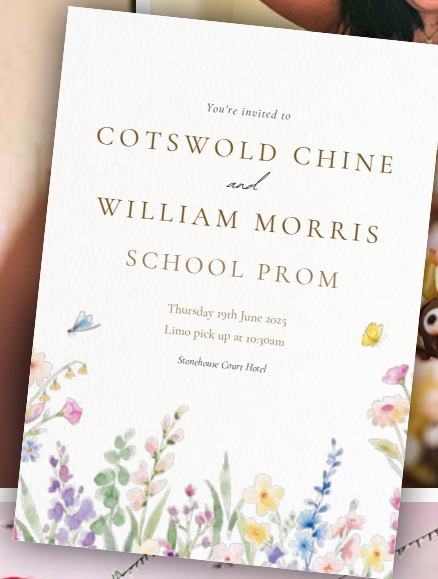 You're invited to
COTSWOLD CHINE
and
WILLIAM MORRIS
SCHOOL PROM
Thursday 19th June 2025
Limo pick up at 10:30am
Stonehouse Court Hotel